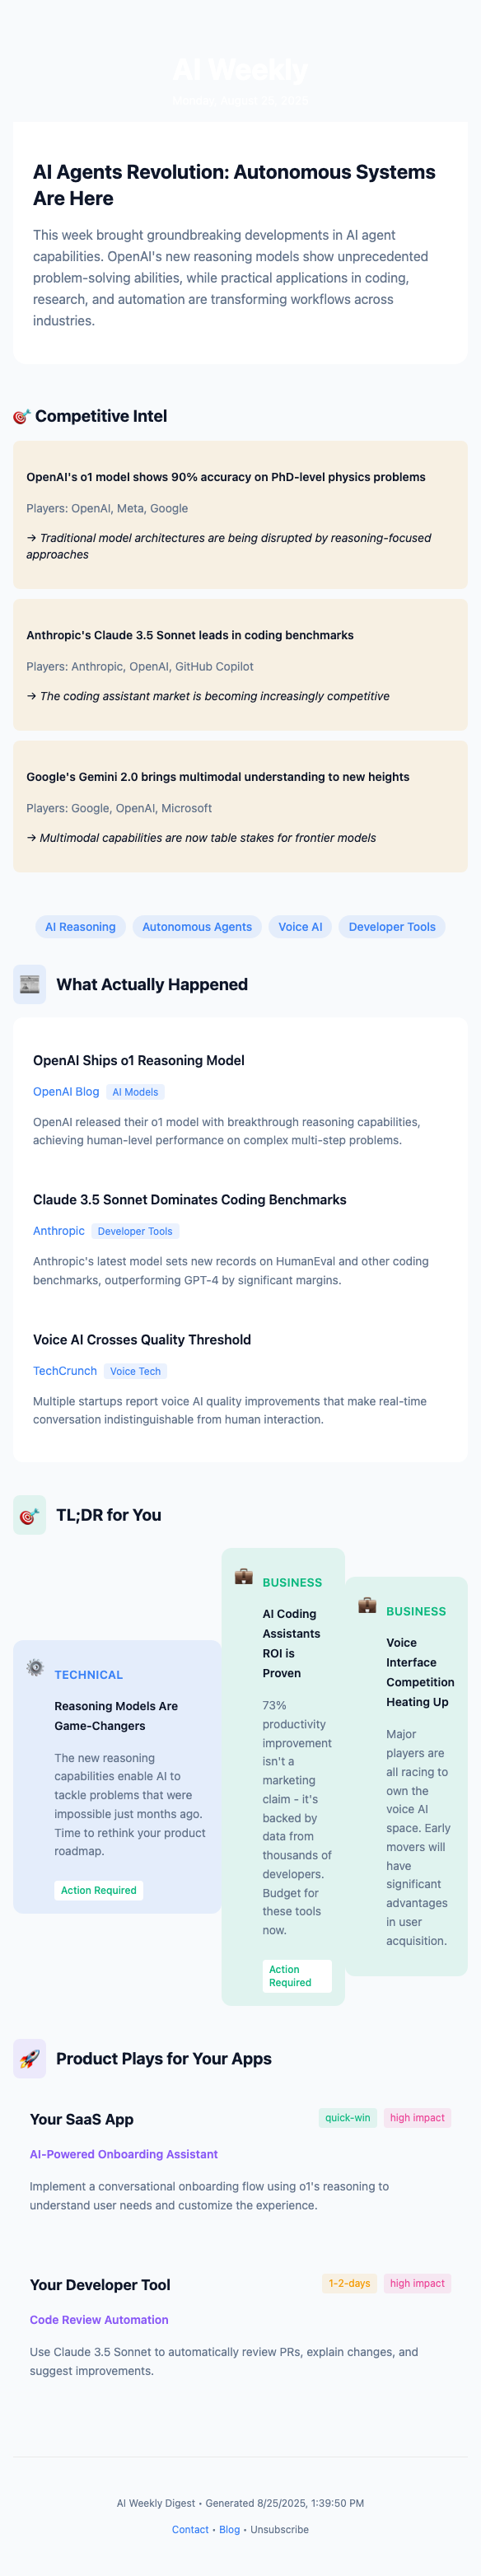 AI Weekly
Monday, August 25, 2025
AI Agents Revolution: Autonomous Systems
Are Here
This week brought groundbreaking developments in AI agent
capabilities. OpenAI's new reasoning models show unprecedented
problem-solving abilities, while practical applications in coding,
research, and automation are transforming workflows across
industries.
🎯 Competitive Intel
OpenAI's o1 model shows 90% accuracy on PhD-level physics problems
Players: OpenAI, Meta, Google
→ Traditional model architectures are being disrupted by reasoning-focused
approaches
Anthropic's Claude 3.5 Sonnet leads in coding benchmarks
Players: Anthropic, OpenAI, GitHub Copilot
→ The coding assistant market is becoming increasingly competitive
Google's Gemini 2.0 brings multimodal understanding to new heights
Players: Google, OpenAI, Microsoft
→ Multimodal capabilities are now table stakes for frontier models
AI Reasoning Autonomous Agents Voice AI Developer Tools
What Actually Happened
OpenAI Ships o1 Reasoning Model
OpenAI Blog AI Models
OpenAI released their o1 model with breakthrough reasoning capabilities,
achieving human-level performance on complex multi-step problems.
Claude 3.5 Sonnet Dominates Coding Benchmarks
Anthropic Developer Tools
Anthropic's latest model sets new records on HumanEval and other coding
benchmarks, outperforming GPT-4 by significant margins.
Voice AI Crosses Quality Threshold
TechCrunch Voice Tech
Multiple startups report voice AI quality improvements that make real-time
conversation indistinguishable from human interaction.
TL;DR for You
TECHNICAL
Reasoning Models Are
Game-Changers
The new reasoning
capabilities enable AI to
tackle problems that were
impossible just months ago.
Time to rethink your product
roadmap.
Action Required
BUSINESS
AI Coding
Assistants
ROI is
Proven
73%
productivity
improvement
isn't a
marketing
claim - it's
backed by
data from
thousands of
developers.
Budget for
these tools
now.
Action
Required
BUSINESS
Voice
Interface
Competition
Heating Up
Major
players are
all racing to
own the
voice AI
space. Early
movers will
have
significant
advantages
in user
acquisition.
Product Plays for Your Apps
Your SaaS App quick-win high impact
AI-Powered Onboarding Assistant
Implement a conversational onboarding flow using o1's reasoning to
understand user needs and customize the experience.
Your Developer Tool 1-2-days high impact
Code Review Automation
Use Claude 3.5 Sonnet to automatically review PRs, explain changes, and
suggest improvements.
AI Weekly Digest • Generated 8/25/2025, 1:39:50 PM
Contact • Blog • Unsubscribe